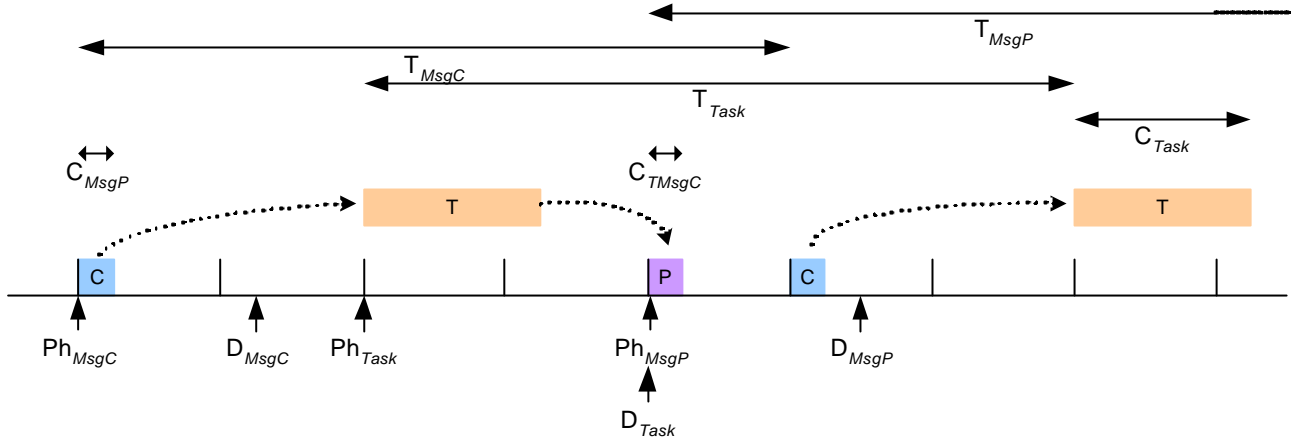 T_MsgP
T_MsgC
T_Task
C_Task
C_MsgP
C_TMsgC
T
T
C
P
C
Ph_MsgC
D_MsgC
Ph_Task
Ph_MsgP
D_MsgP
D_Task